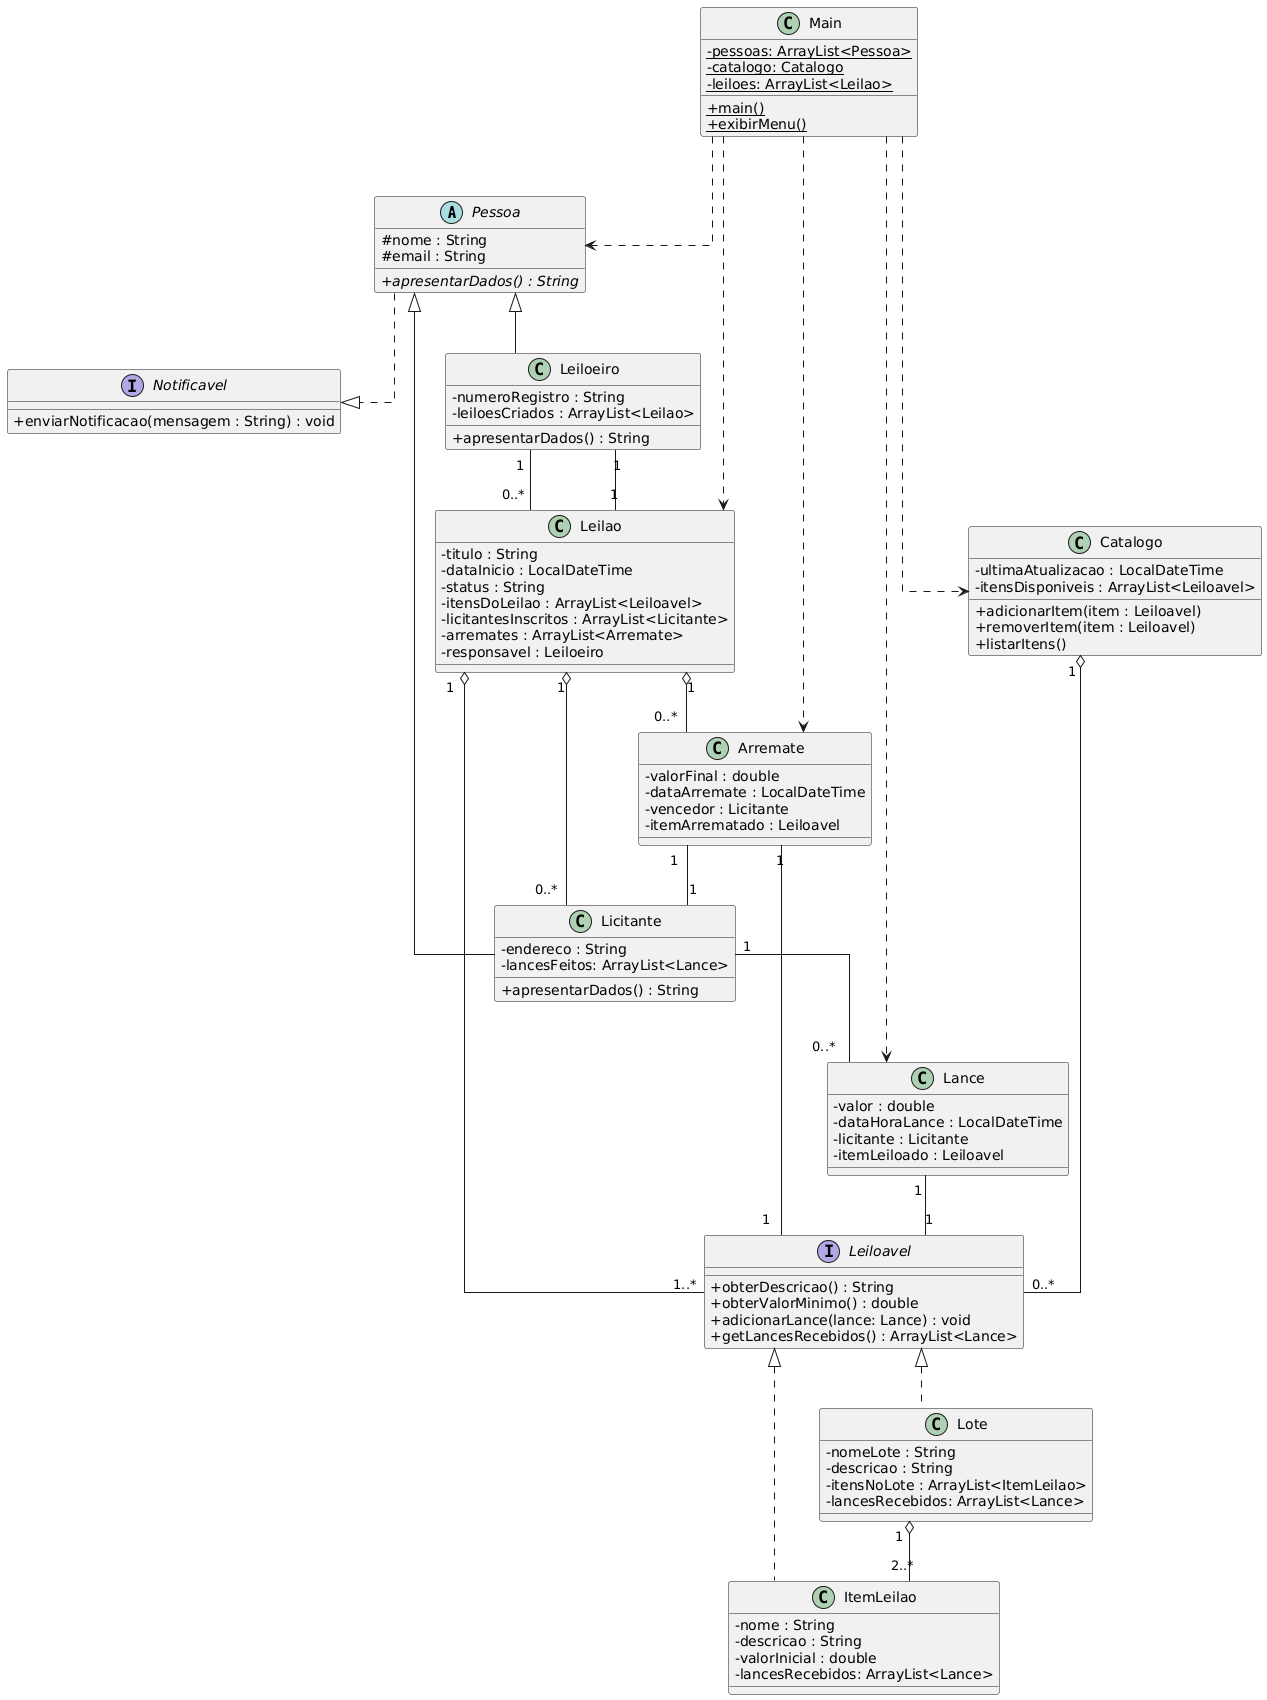 C Main
-pessoas: ArrayList<Pessoa>
-catalogo: Catalogo
-leiloes: ArrayList<Leilao>
+main()
+exibirMenu()
A Pessoa
#nome : String
#email : String
+apresentarDados() : String
I Notificavel
+enviarNotificacao(mensagem : String) : void
C Leiloeiro
-numeroRegistro : String
-leiloesCriados : ArrayList<Leilao>
+apresentarDados() : String
1
1
0..*
1
C Leilao
-titulo : String
-dataInicio : LocalDateTime
-status : String
-itensDoLeilao : ArrayList<Leiloavel>
-licitantesInscritos : ArrayList<Licitante>
-arremates : ArrayList<Arremate>
-responsavel : Leiloeiro
C Catalogo
-ultimaAtualizacao : LocalDateTime
-itensDisponiveis : ArrayList<Leiloavel>
+adicionarItem(item : Leiloavel)
+removerItem(item : Leiloavel)
+listarItens()
1
1
1
1
0..*
C Arremate
-valorFinal : double
-dataArremate : LocalDateTime
-vencedor : Licitante
-itemArrematado : Leiloavel
1
1
0..*
1
C Licitante
-endereco : String
-lancesFeitos: ArrayList<Lance>
+apresentarDados() : String
1
0..*
C Lance
-valor : double
-dataHoraLance : LocalDateTime
-licitante : Licitante
-itemLeiloado : Leiloavel
1
1
1
1..*
0..*
I Leiloavel
+obterDescricao() : String
+obterValorMinimo() : double
+adicionarLance(lance: Lance) : void
+getLancesRecebidos() : ArrayList<Lance>
C Lote
-nomeLote : String
-descricao : String
-itensNoLote : ArrayList<ItemLeilao>
-lancesRecebidos: ArrayList<Lance>
1
2..*
C ItemLeilao
-nome : String
-descricao : String
-valorInicial : double
-lancesRecebidos: ArrayList<Lance>